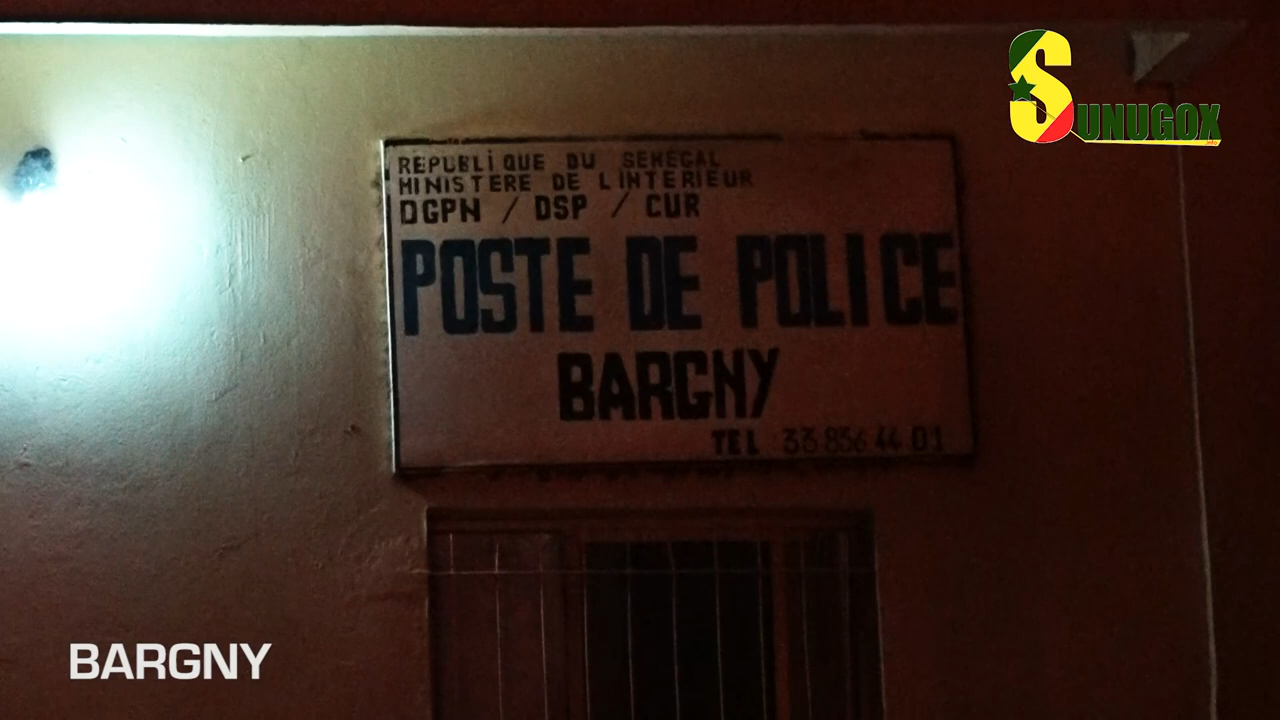 SUNUGOX
.info
REPUBLIQUE DU SENEGAL
MINISTERE DE L INTERIEUR
DGPN / DSP / CUR
POSTE DE POLICE
BARGNY
TEL 33 836 44 01
BARGNY